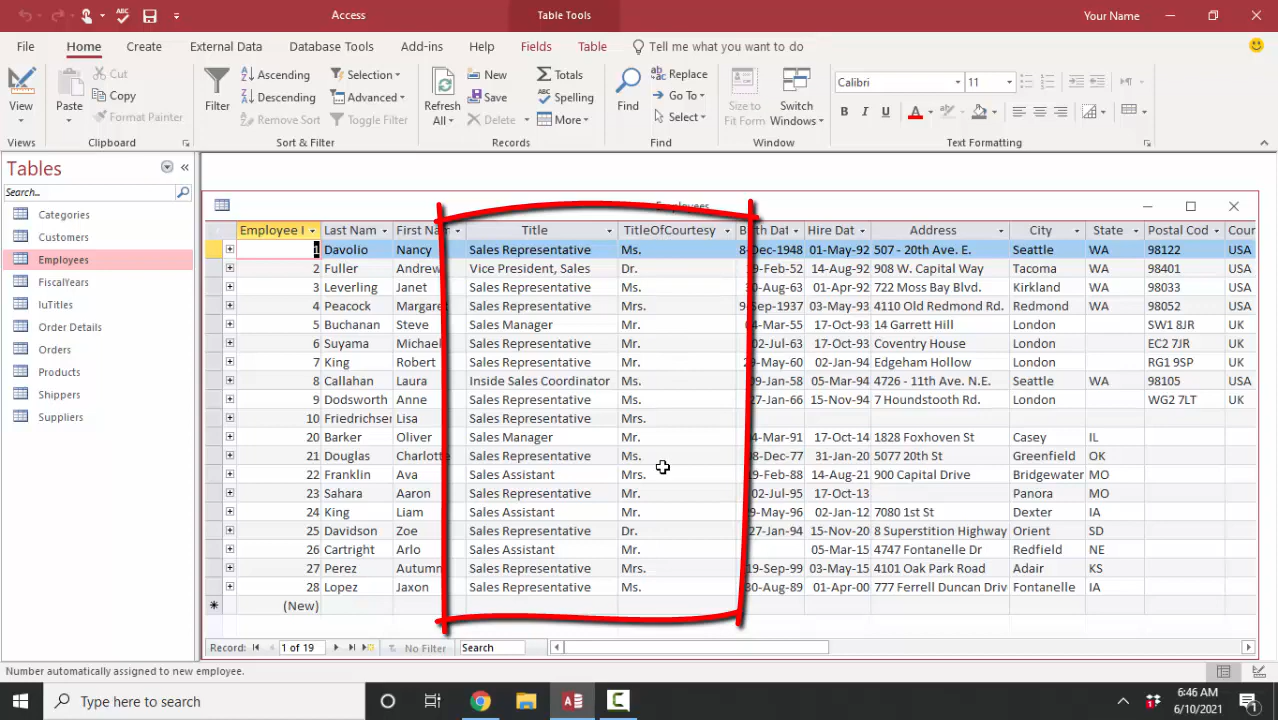 Access
Table Tools
Your Name
File Home Create External Data Database Tools Add-ins Help Fields Table Tell me what you want to do
View
Views
Paste
Cut
Copy
Format Painter
Clipboard
Filter
Ascending
Descending
Remove Sort
Selection
Advanced
Toggle Filter
Sort & Filter
Refresh All
New
Save
Delete
Totals
Spelling
More
Records
Find
Replace
Go To
Select
Find
Size to Fit Form
Switch Windows
Window
Calibri 11
B I U A
Text Formatting
Tables
Search...
Categories
Customers
Employees
FiscalYears
luTitles
Order Details
Orders
Products
Shippers
Suppliers
Employees
Employee I Last Nam First Nam Title TitleOfCourtesy Birth Dat Hire Dat Address City State Postal Cod Cour
1 Davolio Nancy Sales Representative Ms. 8-Dec-1948 01-May-92 507 - 20th Ave. E. Seattle WA 98122 USA
2 Fuller Andrew Vice President, Sales Dr. 19-Feb-52 14-Aug-92 908 W. Capital Way Tacoma WA 98401 USA
3 Leverling Janet Sales Representative Ms. 30-Aug-63 01-Apr-92 722 Moss Bay Blvd. Kirkland WA 98033 USA
4 Peacock Margaret Sales Representative Mrs. 9-Sep-1937 03-May-93 4110 Old Redmond Rd. Redmond WA 98052 USA
5 Buchanan Steve Sales Manager Mr. 04-Mar-55 17-Oct-93 14 Garrett Hill London SW1 8JR UK
6 Suyama Michael Sales Representative Mr. 02-Jul-63 17-Oct-93 Coventry House London EC2 7JR UK
7 King Robert Sales Representative Mr. 29-May-60 02-Jan-94 Edgeham Hollow London RG1 9SP UK
8 Callahan Laura Inside Sales Coordinator Ms. 09-Jan-58 05-Mar-94 4726 - 11th Ave. N.E. Seattle WA 98105 USA
9 Dodsworth Anne Sales Representative Ms. 27-Jan-66 15-Nov-94 7 Houndstooth Rd. London WG2 7LT UK
10 Friedrichsen Lisa Sales Representative Mrs.
20 Barker Oliver Sales Manager Mr. 04-Mar-91 17-Oct-14 1828 Foxhoven St Casey IL
21 Douglas Charlotte Sales Representative Ms. 08-Dec-77 31-Jan-20 5077 20th St Greenfield OK
22 Franklin Ava Sales Assistant Mrs. 19-Feb-88 14-Aug-21 900 Capital Drive Bridgewater MO
23 Sahara Aaron Sales Representative Mr. 02-Jul-95 17-Oct-13 Panora MO
24 King Liam Sales Assistant Mr. 29-May-96 02-Jan-12 7080 1st St Dexter IA
25 Davidson Zoe Sales Representative Dr. 27-Jan-94 15-Nov-20 8 Superstition Highway Orient SD
26 Cartright Arlo Sales Assistant Mr. 05-Mar-15 4747 Fontanelle Dr Redfield NE
27 Perez Autumn Sales Representative Mrs. 19-Sep-99 03-May-15 4101 Oak Park Road Adair KS
28 Lopez Jaxon Sales Representative Mr. 30-Aug-89 01-Apr-00 777 Ferrell Duncan Driv Fontanelle IA
(New)
Record: 1 of 19 No Filter Search
Number automatically assigned to new employee.
Type here to search
6:46 AM
6/10/2021
1